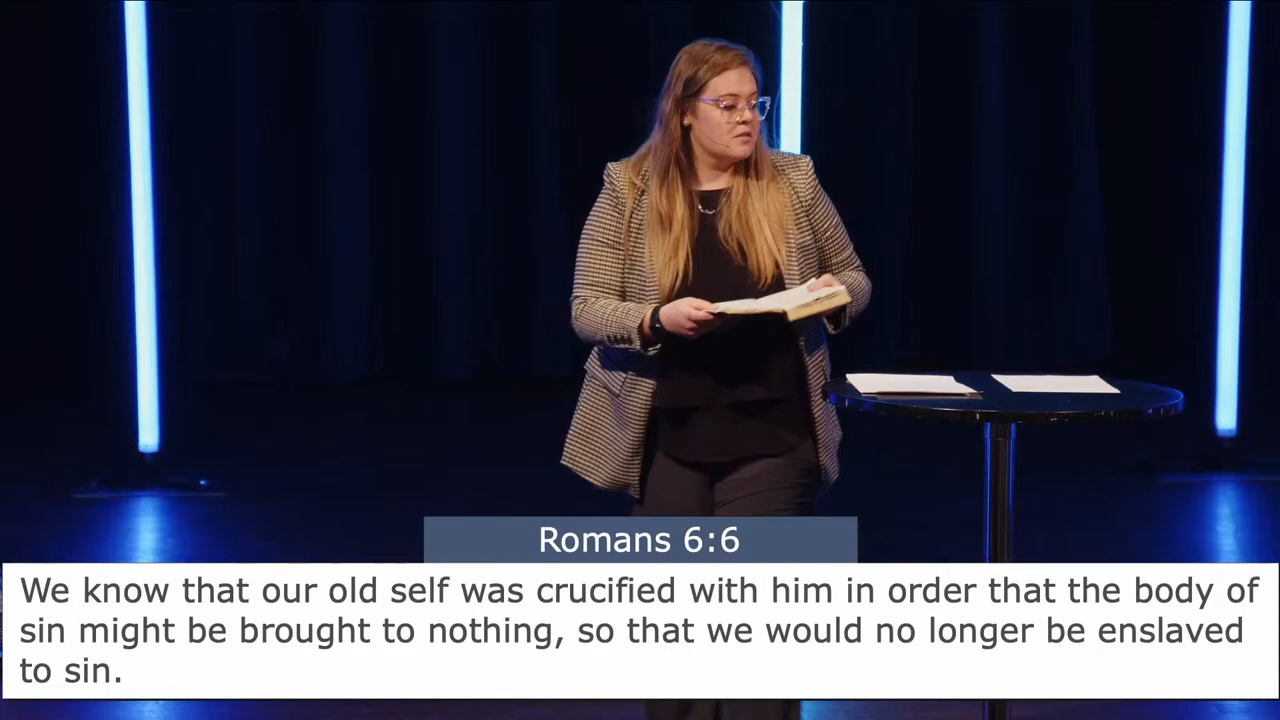 Romans 6:6
We know that our old self was crucified with him in order that the body of
sin might be brought to nothing, so that we would no longer be enslaved
to sin.